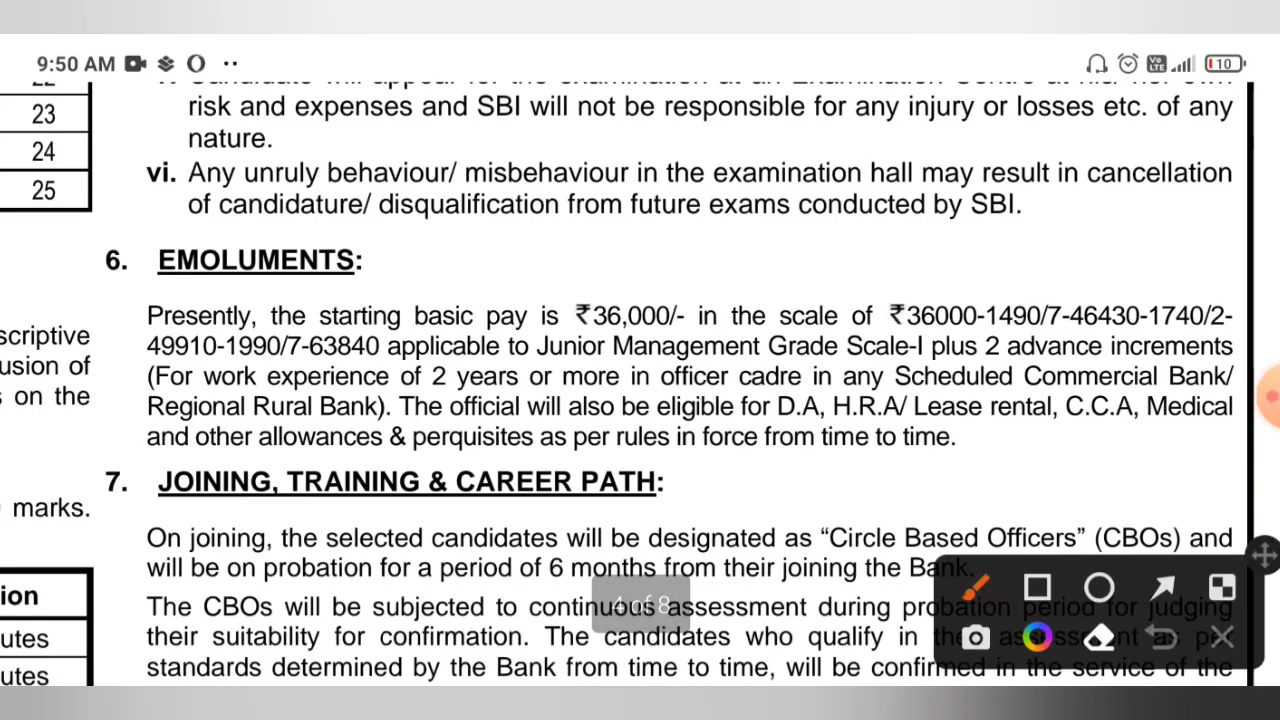 9:50 AM
Vo LTE
10
22
23
24
25
scriptive
usion of
on the
marks.
ion
utes
utes
risk and expenses and SBI will not be responsible for any injury or losses etc. of any
nature.
vi. Any unruly behaviour/ misbehaviour in the examination hall may result in cancellation
of candidature/ disqualification from future exams conducted by SBI.
6. EMOLUMENTS:
Presently, the starting basic pay is ₹36,000/- in the scale of ₹36000-1490/7-46430-1740/2-
49910-1990/7-63840 applicable to Junior Management Grade Scale-I plus 2 advance increments
(For work experience of 2 years or more in officer cadre in any Scheduled Commercial Bank/
Regional Rural Bank). The official will also be eligible for D.A, H.R.A/ Lease rental, C.C.A, Medical
and other allowances & perquisites as per rules in force from time to time.
7. JOINING, TRAINING & CAREER PATH:
On joining, the selected candidates will be designated as “Circle Based Officers” (CBOs) and
will be on probation for a period of 6 months from their joining the Bank.
The CBOs will be subjected to continuous assessment during probation period for judging
their suitability for confirmation. The candidates who qualify in the assessment as per
standards determined by the Bank from time to time, will be confirmed in the service of the
4 of 8